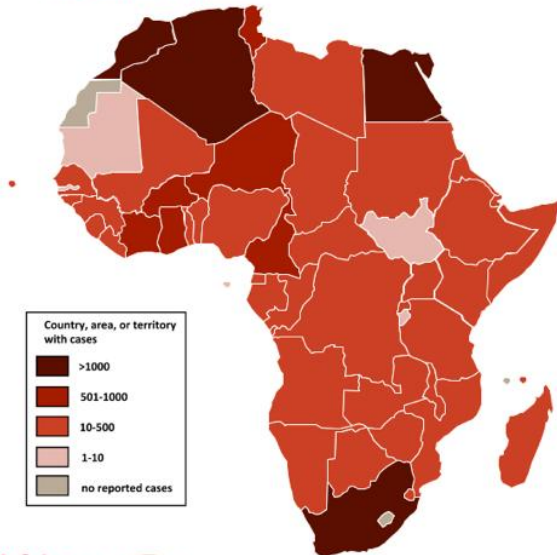 Country, area, or territory
with cases
>1000
501-1000
10-500
1-10
no reported cases